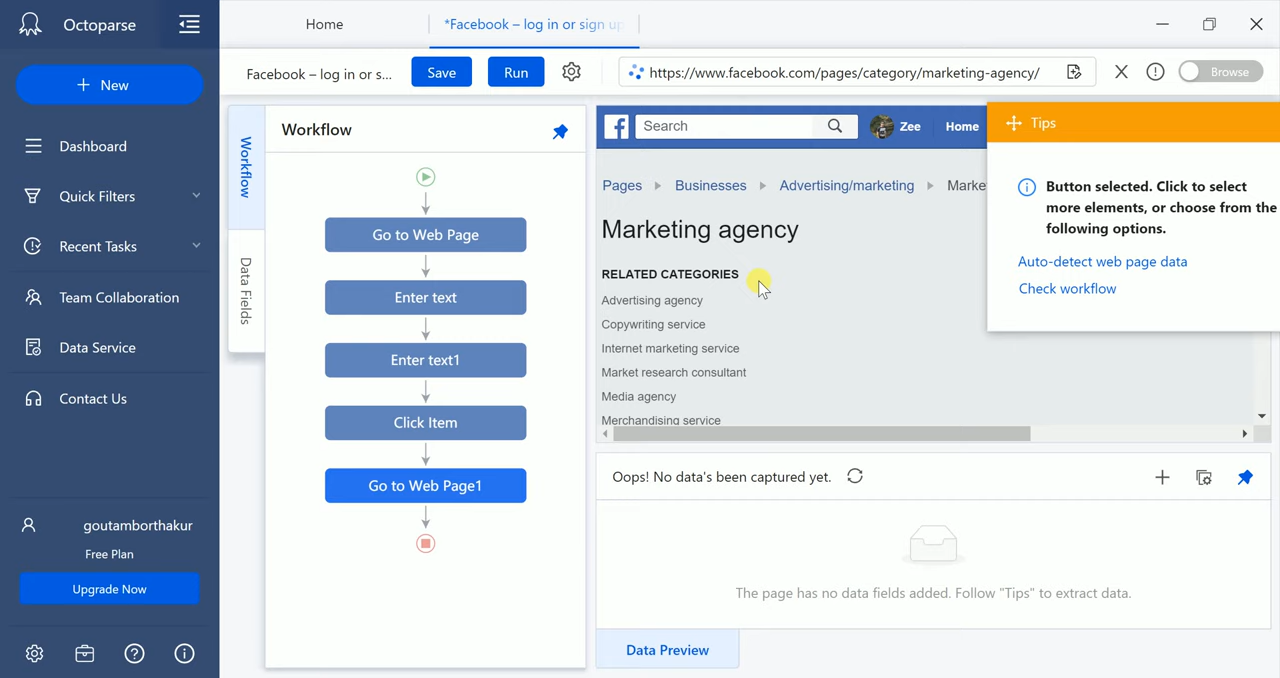 Octoparse
New
Dashboard
Quick Filters
Recent Tasks
Team Collaboration
Data Service
Contact Us
goutamborthakur
Free Plan
Upgrade Now
Home
*Facebook – log in or sign up
Facebook – log in or s...
Save
Run
https://www.facebook.com/pages/category/marketing-agency/
Browse
Workflow
Data Fields
Workflow
Go to Web Page
Enter text
Enter text1
Click Item
Go to Web Page1
Search
Zee
Home
Pages
Businesses
Advertising/marketing
Marke
Marketing agency
RELATED CATEGORIES
Advertising agency
Copywriting service
Internet marketing service
Market research consultant
Media agency
Merchandising service
Tips
Button selected. Click to select
more elements, or choose from the
following options.
Auto-detect web page data
Check workflow
Oops! No data's been captured yet.
The page has no data fields added. Follow "Tips" to extract data.
Data Preview